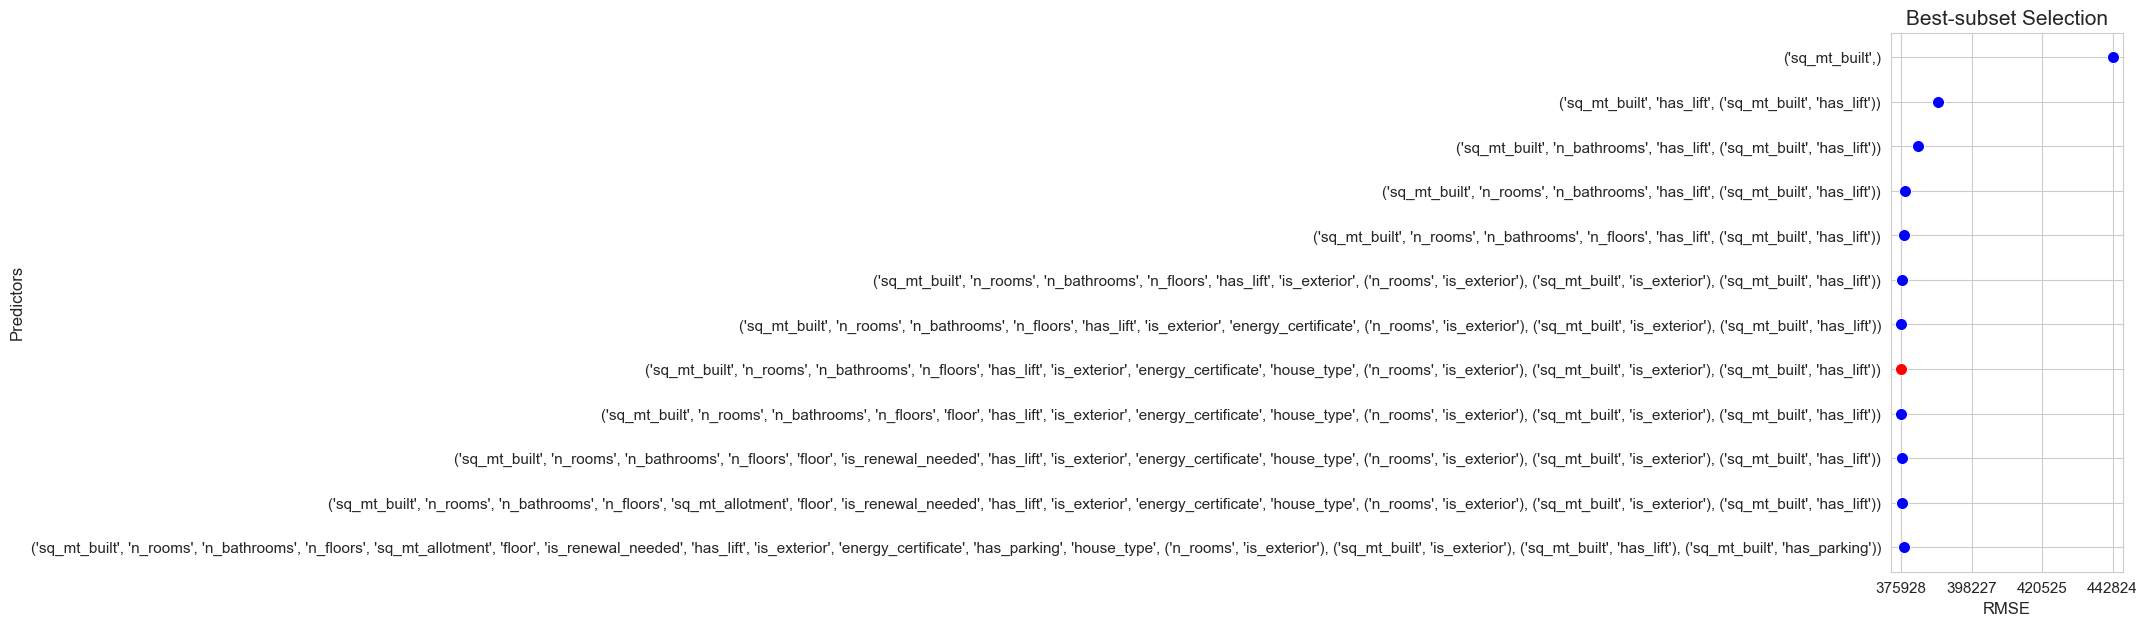 Best-subset Selection
('sq_mt_built',)
('sq_mt_built', 'has_lift', ('sq_mt_built', 'has_lift'))
('sq_mt_built', 'n_bathrooms', 'has_lift', ('sq_mt_built', 'has_lift'))
('sq_mt_built', 'n_rooms', 'n_bathrooms', 'has_lift', ('sq_mt_built', 'has_lift'))
('sq_mt_built', 'n_rooms', 'n_bathrooms', 'n_floors', 'has_lift', ('sq_mt_built', 'has_lift'))
('sq_mt_built', 'n_rooms', 'n_bathrooms', 'n_floors', 'has_lift', 'is_exterior', ('n_rooms', 'is_exterior'), ('sq_mt_built', 'is_exterior'), ('sq_mt_built', 'has_lift'))
('sq_mt_built', 'n_rooms', 'n_bathrooms', 'n_floors', 'has_lift', 'is_exterior', 'energy_certificate', ('n_rooms', 'is_exterior'), ('sq_mt_built', 'is_exterior'), ('sq_mt_built', 'has_lift'))
('sq_mt_built', 'n_rooms', 'n_bathrooms', 'n_floors', 'has_lift', 'is_exterior', 'energy_certificate', 'house_type', ('n_rooms', 'is_exterior'), ('sq_mt_built', 'is_exterior'), ('sq_mt_built', 'has_lift'))
('sq_mt_built', 'n_rooms', 'n_bathrooms', 'n_floors', 'floor', 'has_lift', 'is_exterior', 'energy_certificate', 'house_type', ('n_rooms', 'is_exterior'), ('sq_mt_built', 'is_exterior'), ('sq_mt_built', 'has_lift'))
('sq_mt_built', 'n_rooms', 'n_bathrooms', 'n_floors', 'floor', 'is_renewal_needed', 'has_lift', 'is_exterior', 'energy_certificate', 'house_type', ('n_rooms', 'is_exterior'), ('sq_mt_built', 'is_exterior'), ('sq_mt_built', 'has_lift'))
('sq_mt_built', 'n_rooms', 'n_bathrooms', 'n_floors', 'sq_mt_allotment', 'floor', 'is_renewal_needed', 'has_lift', 'is_exterior', 'energy_certificate', 'house_type', ('n_rooms', 'is_exterior'), ('sq_mt_built', 'is_exterior'), ('sq_mt_built', 'has_lift'))
('sq_mt_built', 'n_rooms', 'n_bathrooms', 'n_floors', 'sq_mt_allotment', 'floor', 'is_renewal_needed', 'has_lift', 'is_exterior', 'energy_certificate', 'has_parking', 'house_type', ('n_rooms', 'is_exterior'), ('sq_mt_built', 'is_exterior'), ('sq_mt_built', 'has_lift'), ('sq_mt_built', 'has_parking'))
Predictors
375928 398227 420525 442824
RMSE